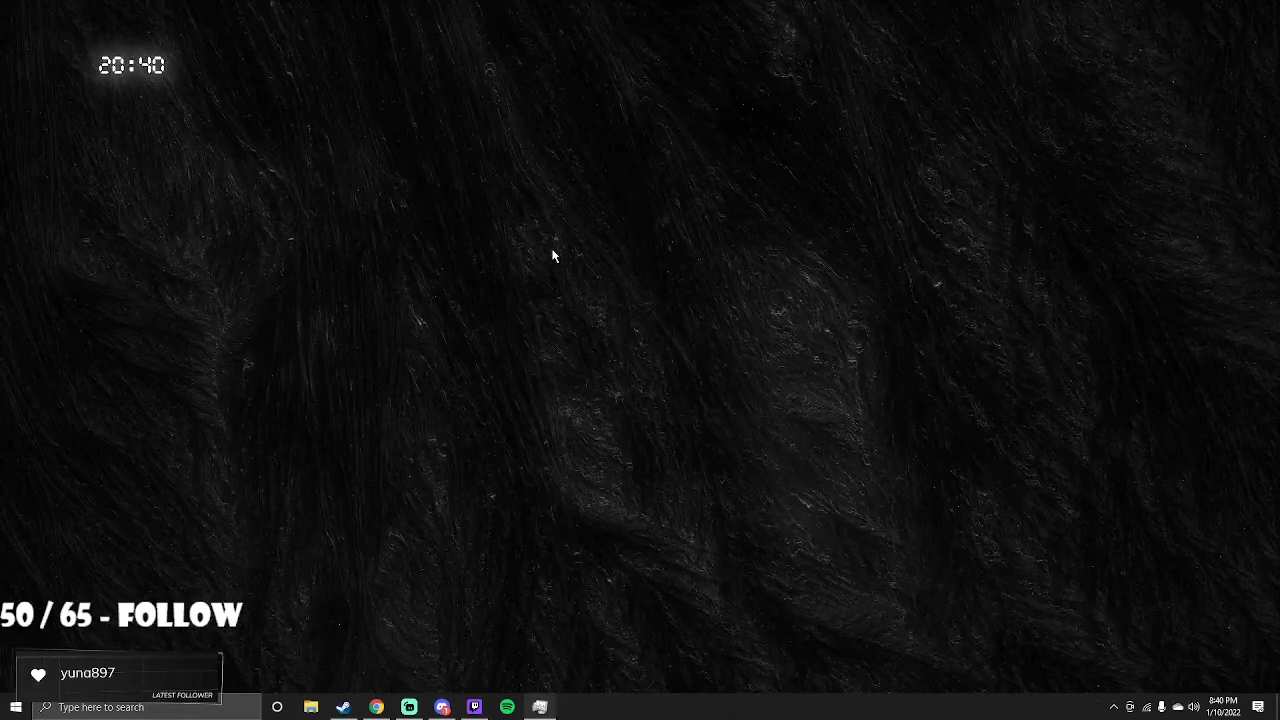 20:40
50 / 65 - FOLLOW
yuna897
LATEST FOLLOWER
Type here to search
8:40 PM
1/10/2022